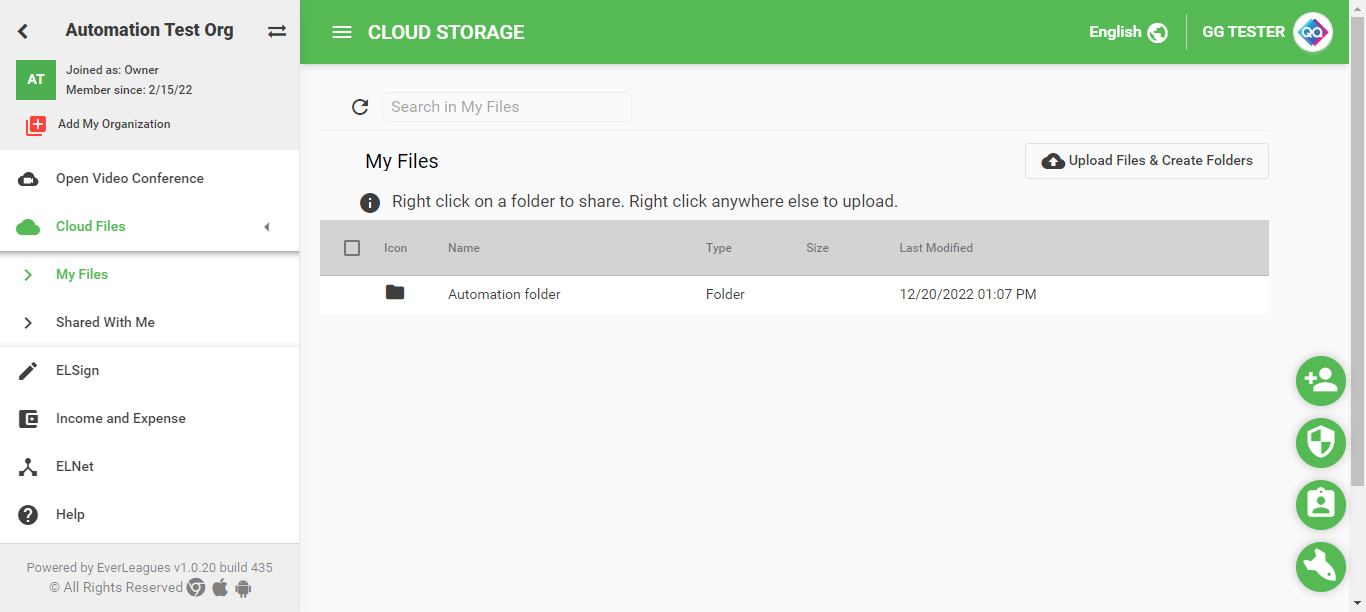 Automation Test Org
AT
Joined as: Owner
Member since: 2/15/22
Add My Organization
Open Video Conference
Cloud Files
My Files
Shared With Me
ELSign
Income and Expense
ELNet
Help
Powered by EverLeagues v1.0.20 build 435
© All Rights Reserved
CLOUD STORAGE
English
GG TESTER
QA
Search in My Files
My Files
Upload Files & Create Folders
Right click on a folder to share. Right click anywhere else to upload.
Icon Name Type Size Last Modified
Automation folder Folder 12/20/2022 01:07 PM